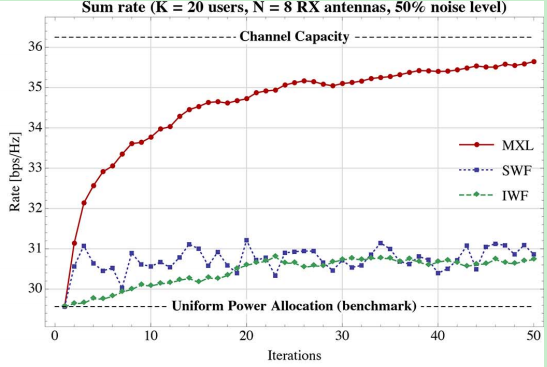 Sum rate (K = 20 users, N = 8 RX antennas, 50% noise level)
Channel Capacity
36
35
34
33
32
31
30
Rate [bps/Hz]
MXL
SWF
IWF
Uniform Power Allocation (benchmark)
0 10 20 30 40 50
Iterations